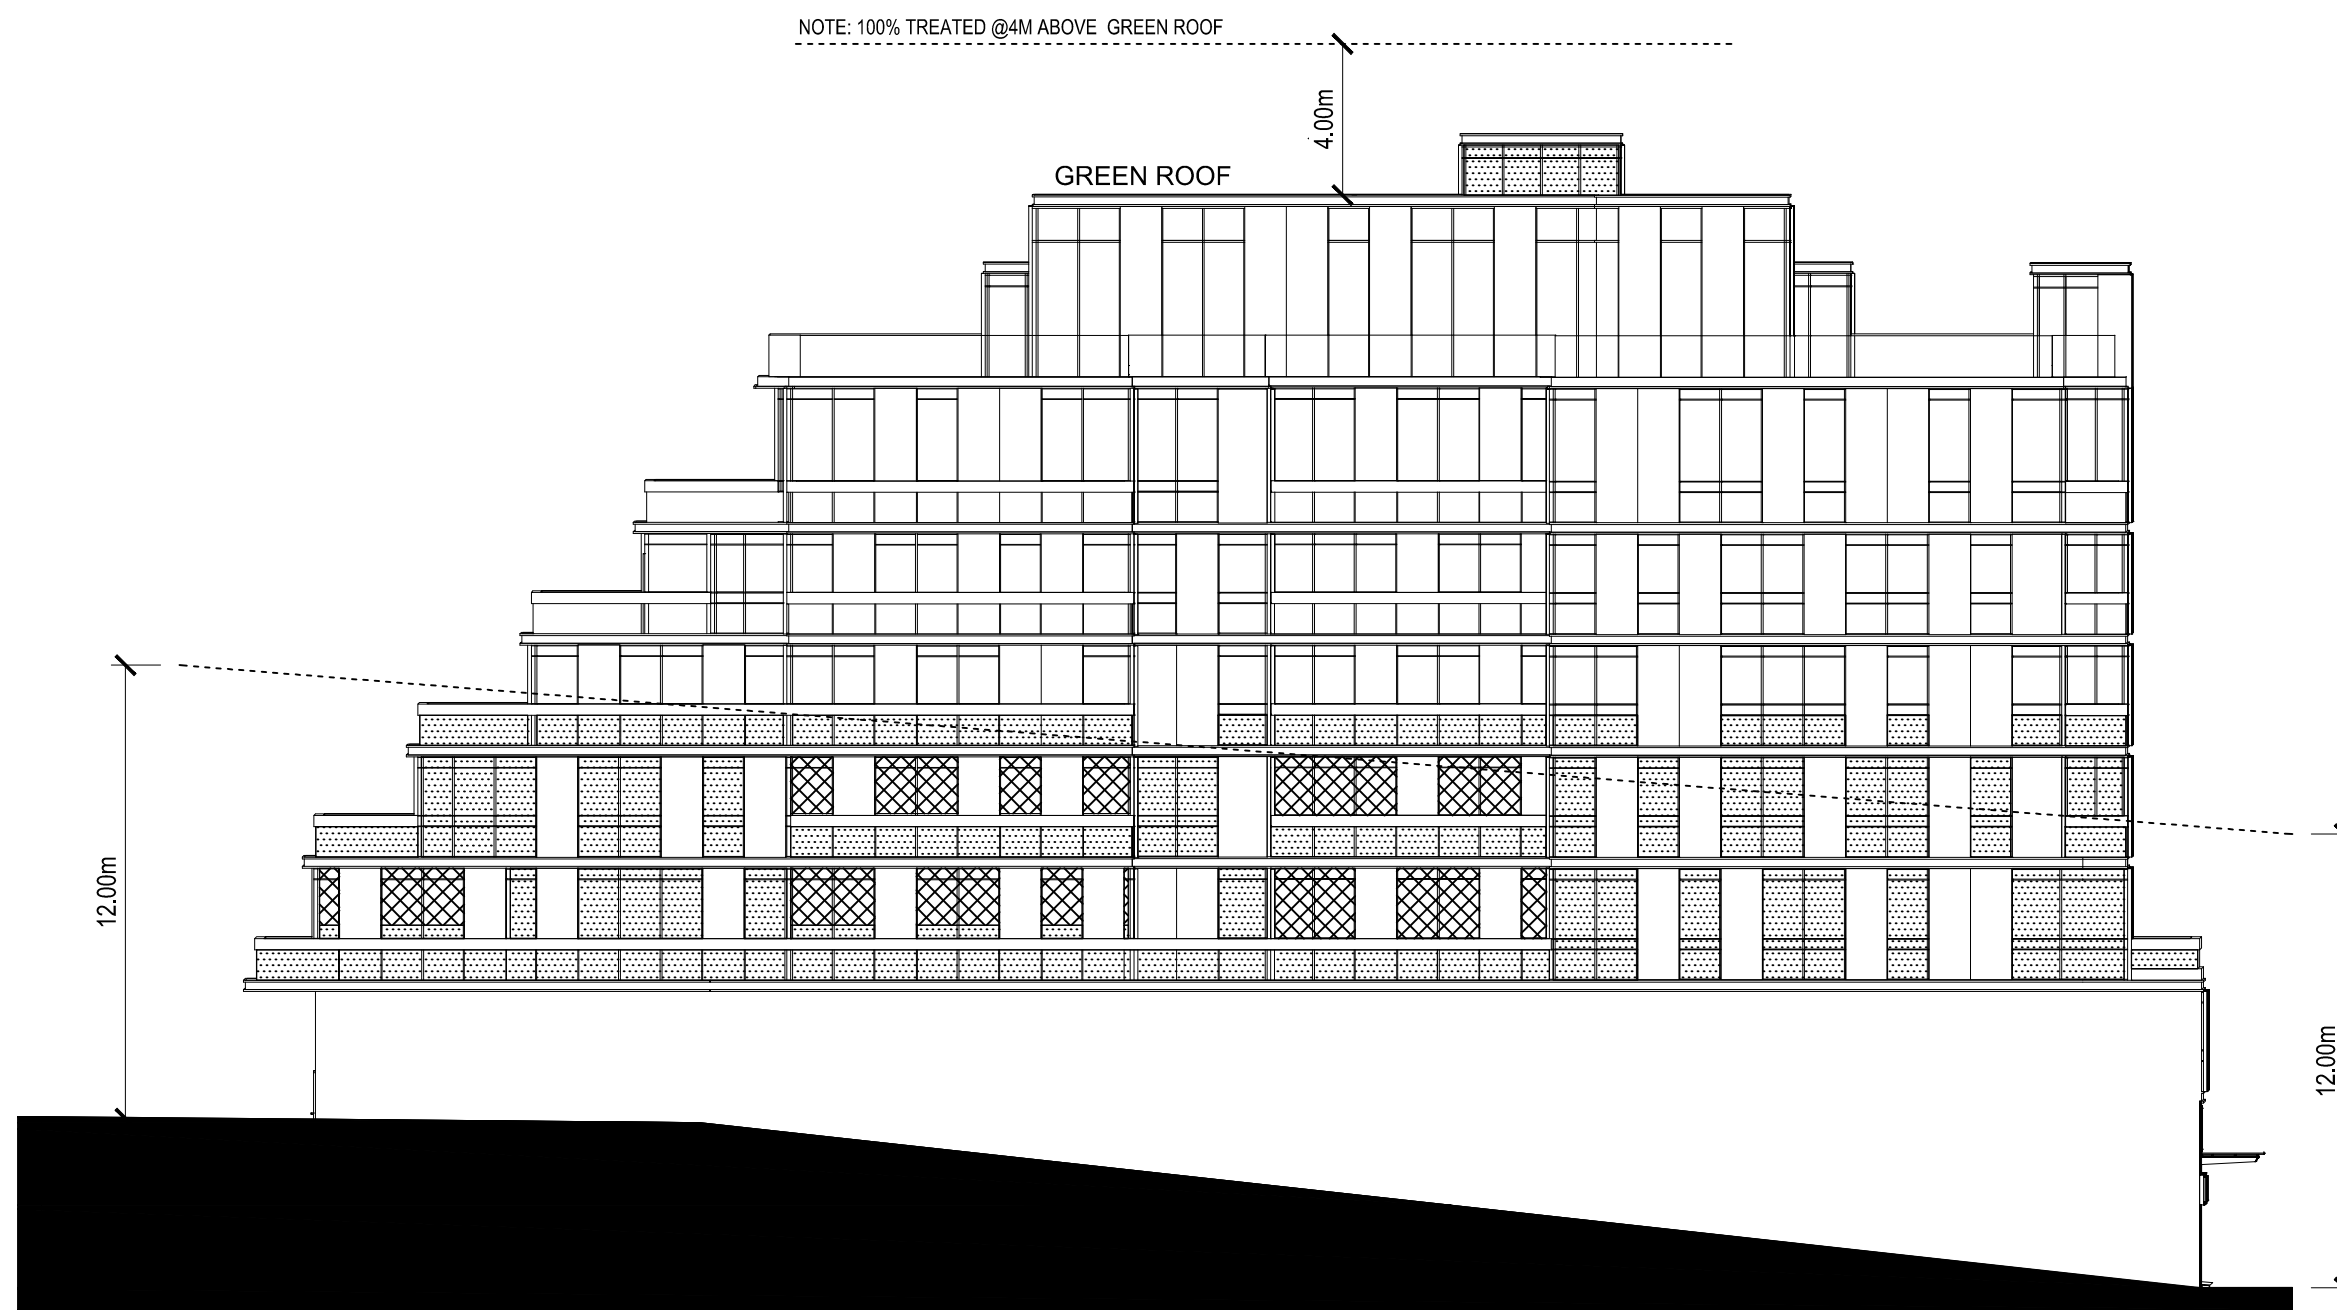 NOTE: 100% TREATED @4M ABOVE GREEN ROOF
4.00m
GREEN ROOF
12.00m
12.00m